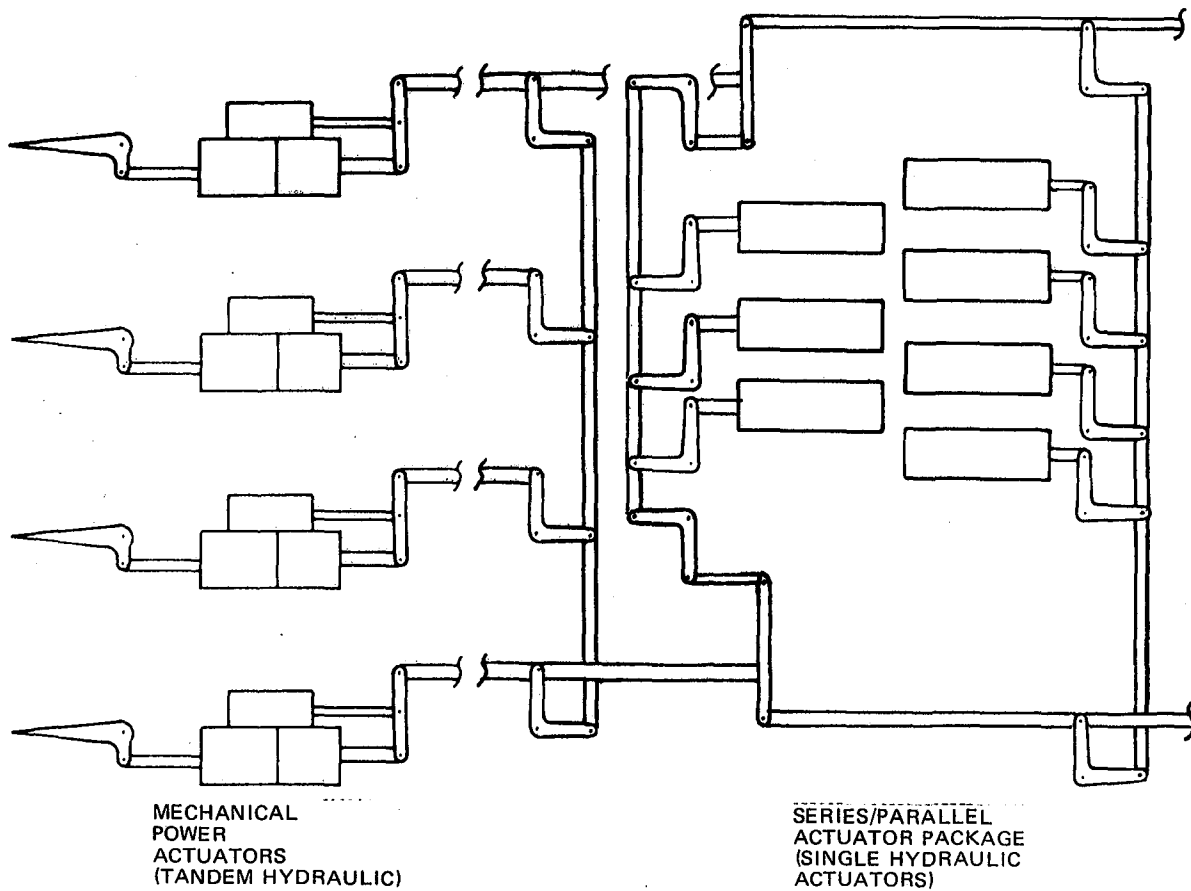 MECHANICAL
POWER
ACTUATORS
(TANDEM HYDRAULIC)
SERIES/PARALLEL
ACTUATOR PACKAGE
(SINGLE HYDRAULIC
ACTUATORS)